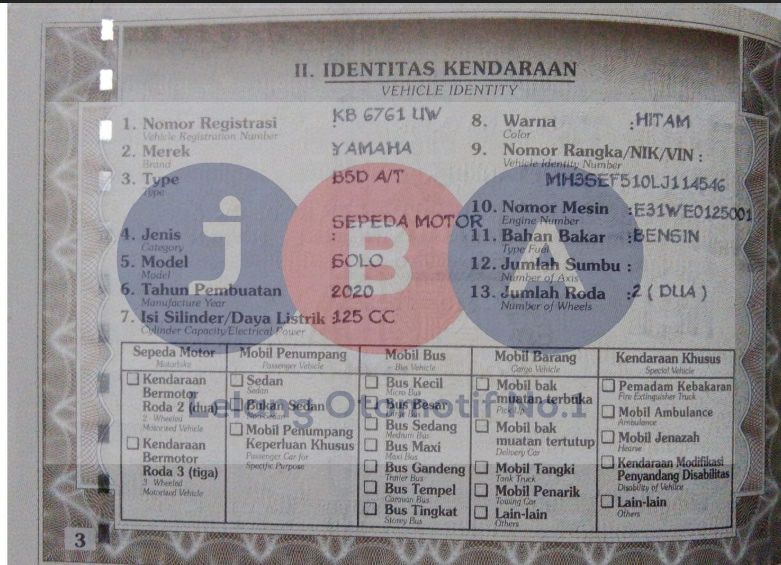 II. IDENTITAS KENDARAAN
VEHICLE IDENTITY
1. Nomor Registrasi : KB 6761 UW
Vehicle Registration Number
2. Merek YAMAHA
Brand
3. Type B5D A/T
Type
4. Jenis : SEPEDA MOTOR
Category
5. Model SOLO
Model
6. Tahun Pembuatan 2020
Manufacture Year
7. Isi Silinder/Daya Listrik : 125 CC
Cylinder Capacity/Electrical Power
8. Warna : HITAM
Color
9. Nomor Rangka/NIK/VIN :
Vehicle Identity Number
MH3SEF510LJ114546
10. Nomor Mesin : E31WE0125001
Engine Number
11. Bahan Bakar : BENSIN
Type Fuel
12. Jumlah Sumbu :
Number of Axis
13. Jumlah Roda : 2 ( DUA )
Number of Wheels
JBA
Lelang Otomotif No.1
Sepeda Motor
Motorbike
Kendaraan
Bermotor
Roda 2 (dua)
2 Wheeled
Motorized Vehicle
Kendaraan
Bermotor
Roda 3 (tiga)
3 Wheeled
Motorized Vehicle
Mobil Penumpang
Passenger Vehicle
Sedan
Sedan
Bukan Sedan
Mobil Penumpang
Keperluan Khusus
Passenger Car for
Specific Purpose
Mobil Bus
Bus Vehicle
Bus Kecil
Micro Bus
Bus Besar
Bus Sedang
Medium Bus
Bus Maxi
Maxi Bus
Bus Gandeng
Trailer Bus
Bus Tempel
Caravan Bus
Bus Tingkat
Storey Bus
Mobil Barang
Cargo Vehicle
Mobil bak
muatan terbuka
Mobil bak
muatan tertutup
Delivery Car
Mobil Tangki
Tank Truck
Mobil Penarik
Towing Car
Lain-lain
Others
Kendaraan Khusus
Special Vehicle
Pemadam Kebakaran
Fire Extinguisher Truck
Mobil Ambulance
Ambulance
Mobil Jenazah
Hearse
Kendaraan Modifikasi
Penyandang Disabilitas
Disability of Vehicle
Lain-lain
Others
3